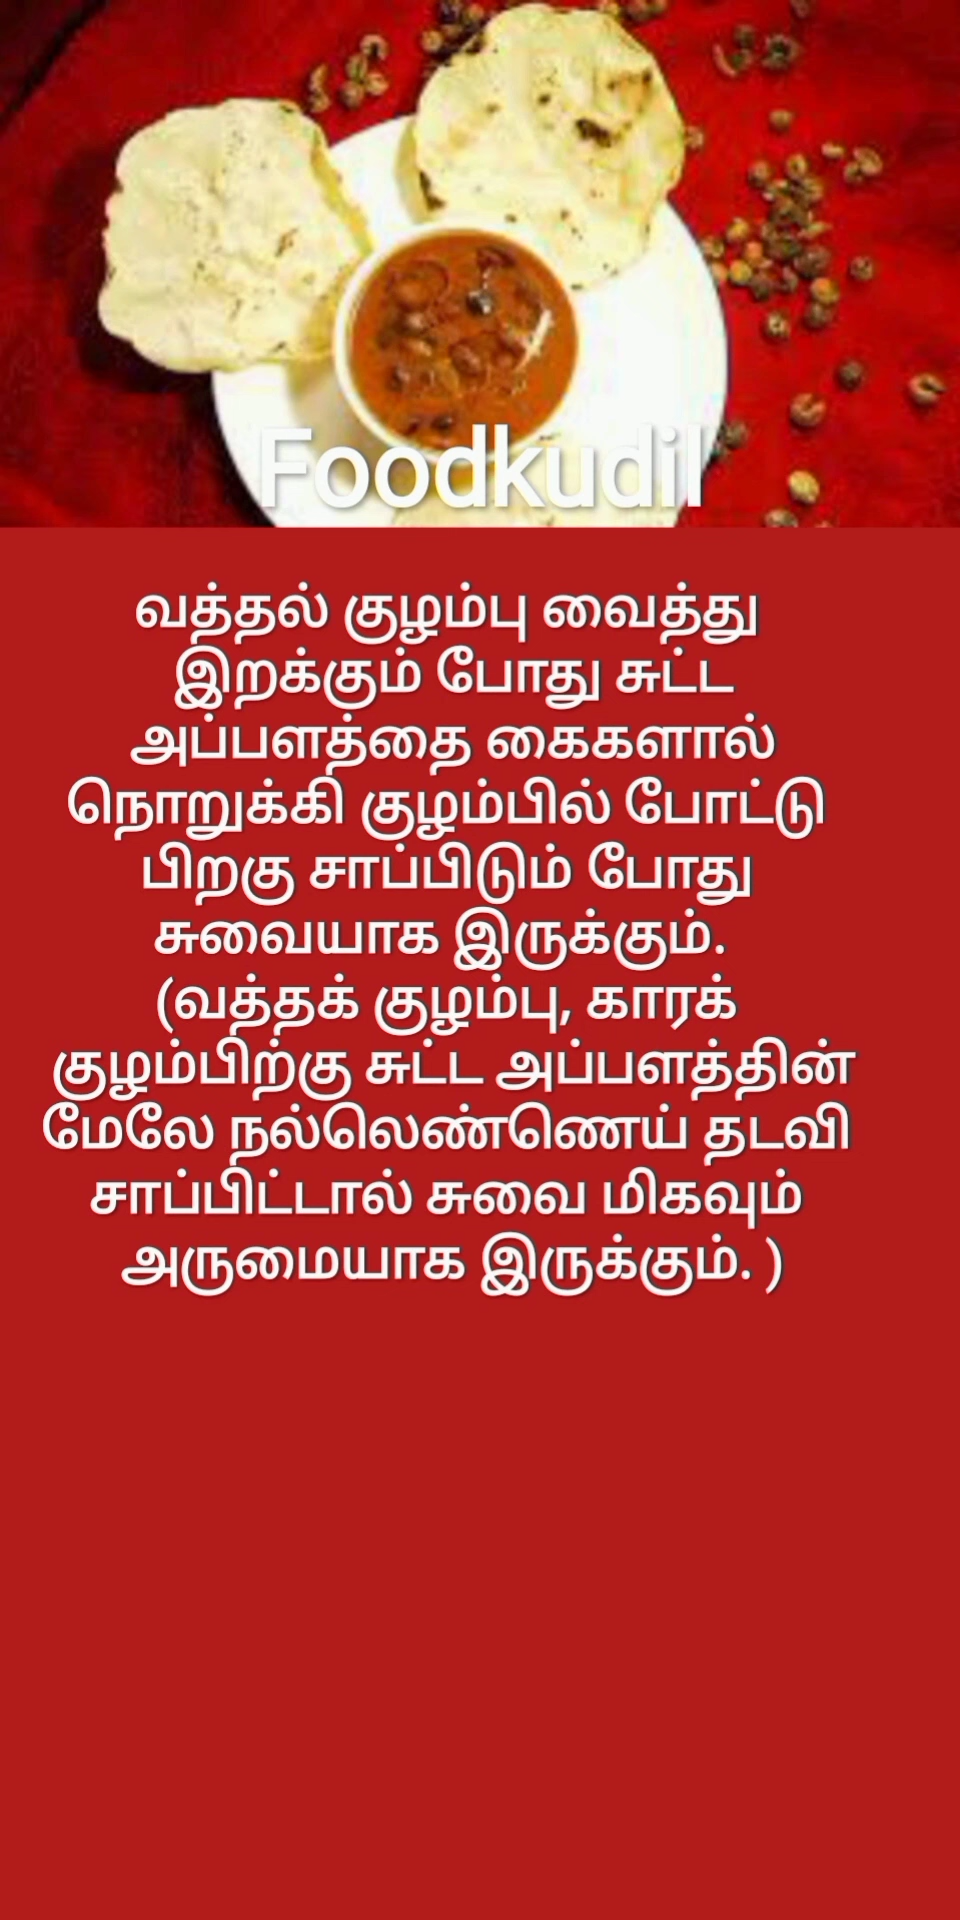 Foodkudil
வத்தல் குழம்பு வைத்து
இறக்கும் போது சுட்ட
அப்பளத்தை கைகளால்
நொறுக்கி குழம்பில் போட்டு
பிறகு சாப்பிடும் போது
சுவையாக இருக்கும்.
(வத்தக் குழம்பு, காரக்
குழம்பிற்கு சுட்ட அப்பளத்தின்
மேலே நல்லெண்ணெய் தடவி
சாப்பிட்டால் சுவை மிகவும்
அருமையாக இருக்கும். )